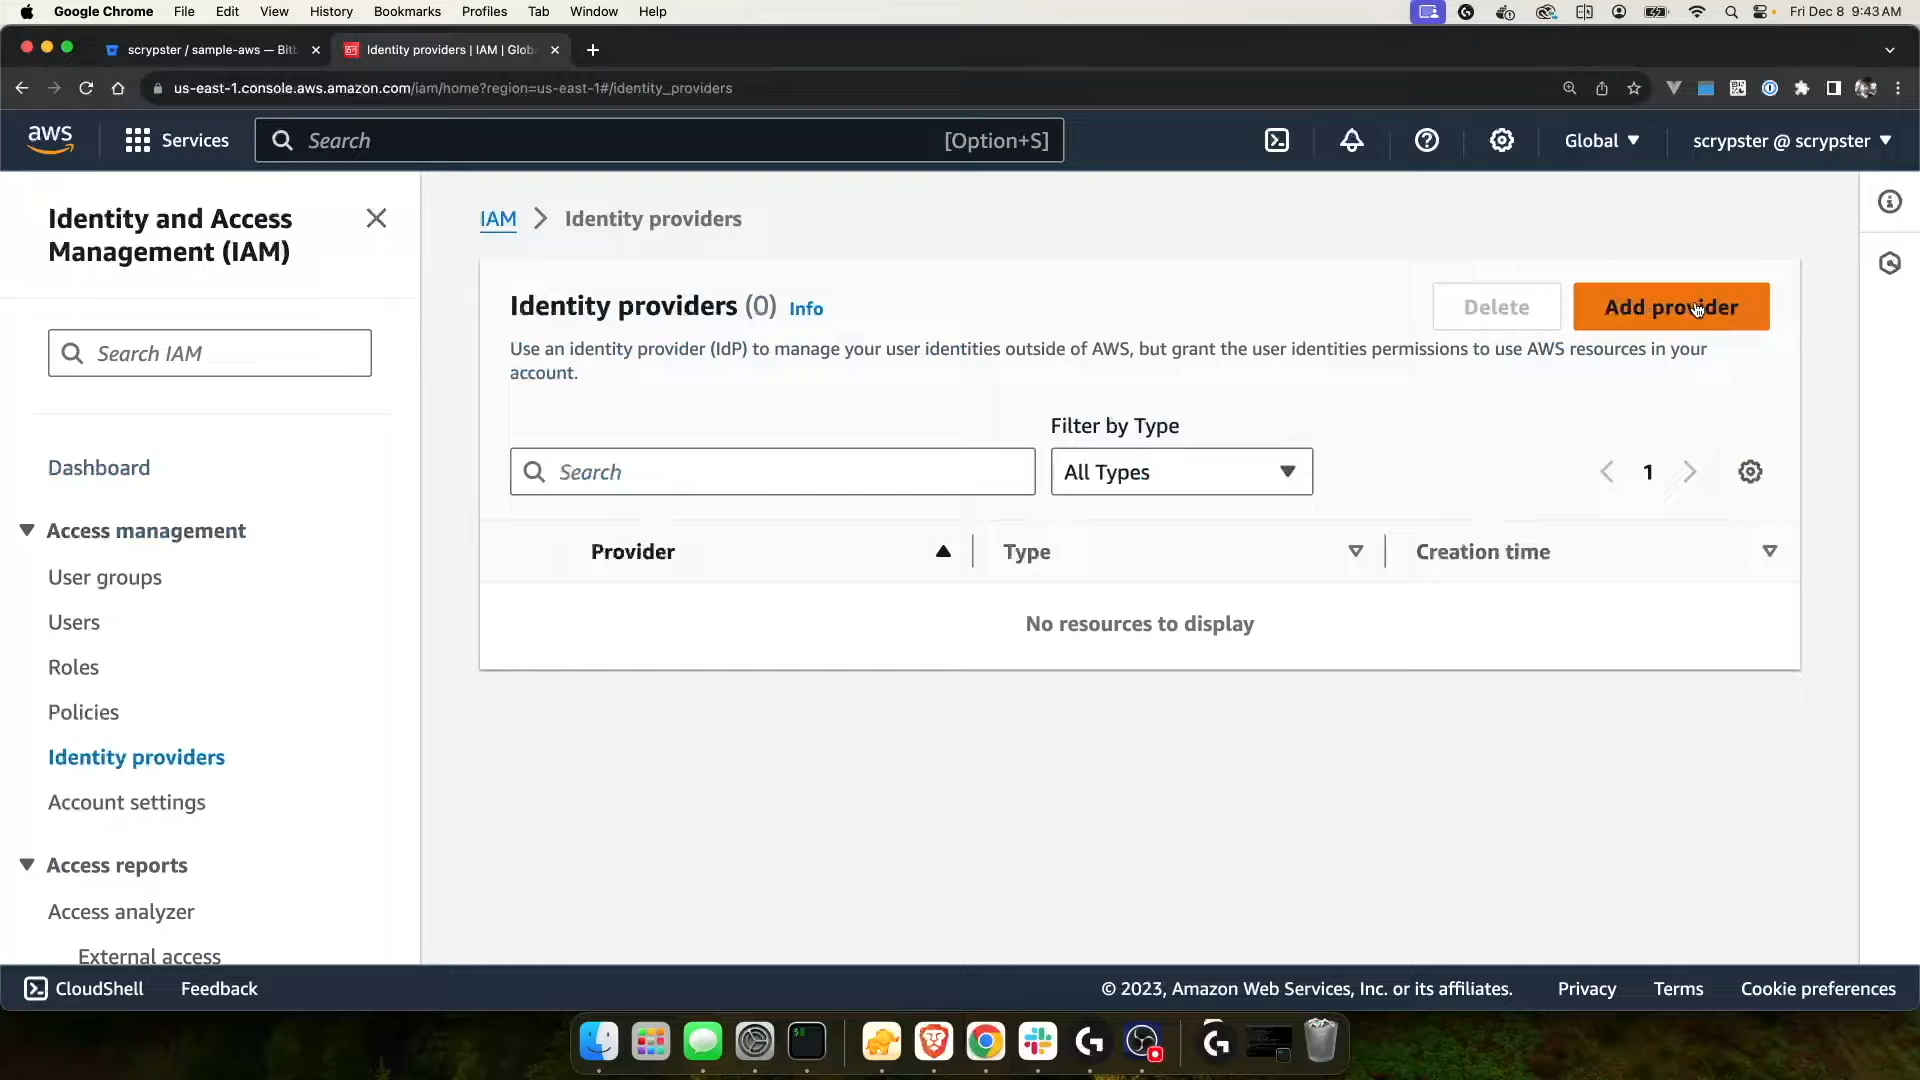 Google Chrome File Edit View History Bookmarks Profiles Tab Window Help Fri Dec 8 9:43 AM
scrypster / sample-aws — Bitb
Identity providers | IAM | Glob
us-east-1.console.aws.amazon.com/iam/home?region=us-east-1#/identity_providers
aws
Services
Search
[Option+S]
Global
scrypster @ scrypster
Identity and Access
Management (IAM)
Search IAM
Dashboard
Access management
User groups
Users
Roles
Policies
Identity providers
Account settings
Access reports
Access analyzer
External access
IAM > Identity providers
Identity providers (0) Info
Delete
Add provider
Use an identity provider (IdP) to manage your user identities outside of AWS, but grant the user identities permissions to use AWS resources in your
account.
Filter by Type
Search
All Types
1
Provider
Type
Creation time
No resources to display
CloudShell
Feedback
© 2023, Amazon Web Services, Inc. or its affiliates.
Privacy
Terms
Cookie preferences